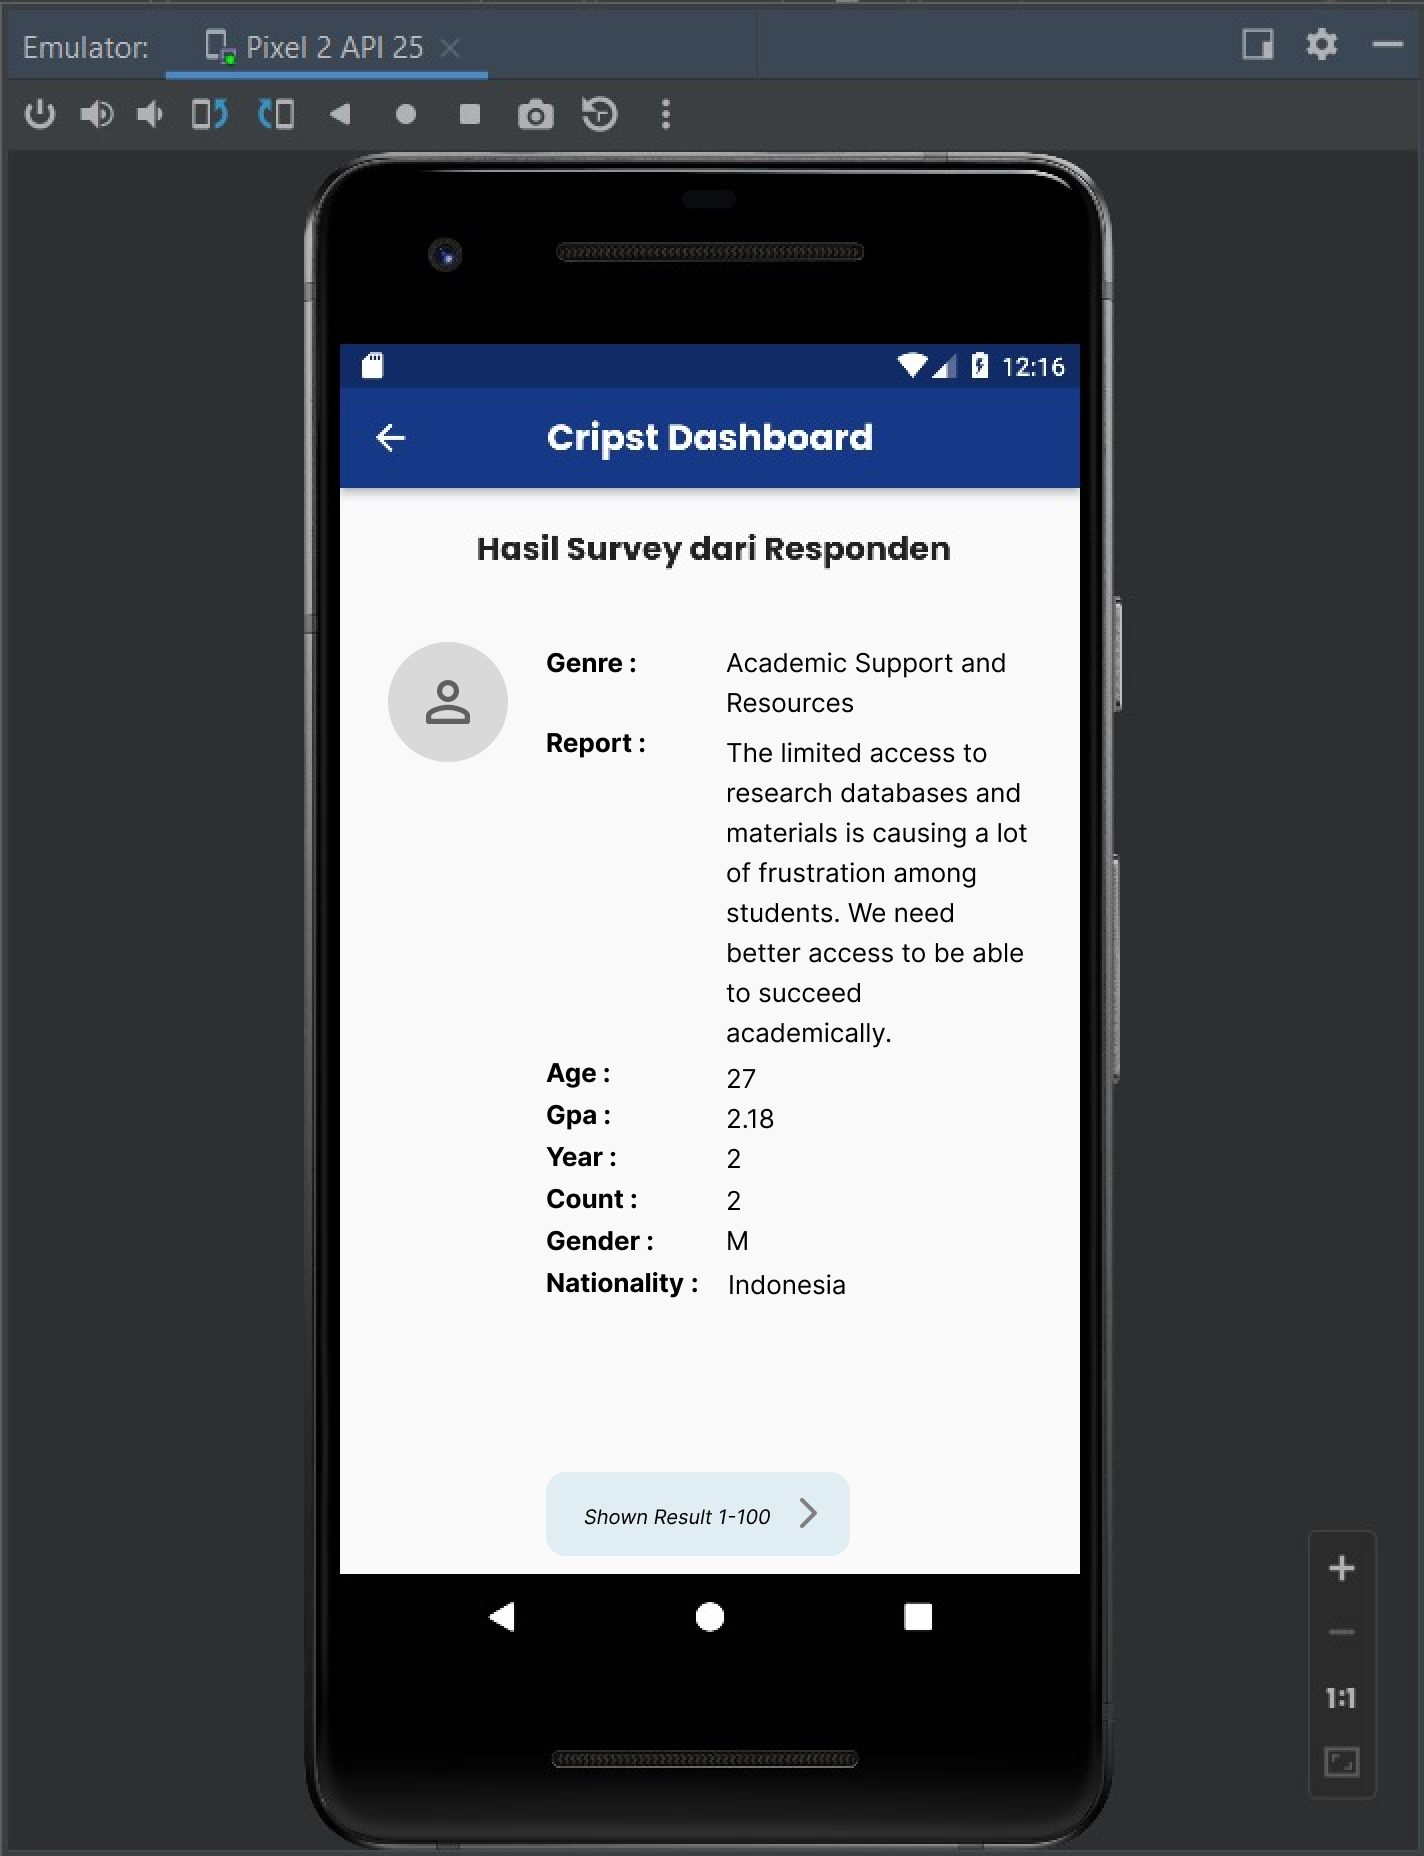 Emulator: Pixel 2 API 25
12:16
Cripst Dashboard
Hasil Survey dari Responden
Genre : Academic Support and
Resources
Report : The limited access to
research databases and
materials is causing a lot
of frustration among
students. We need
better access to be able
to succeed
academically.
Age : 27
Gpa : 2.18
Year : 2
Count : 2
Gender : M
Nationality : Indonesia
Shown Result 1-100
1:1